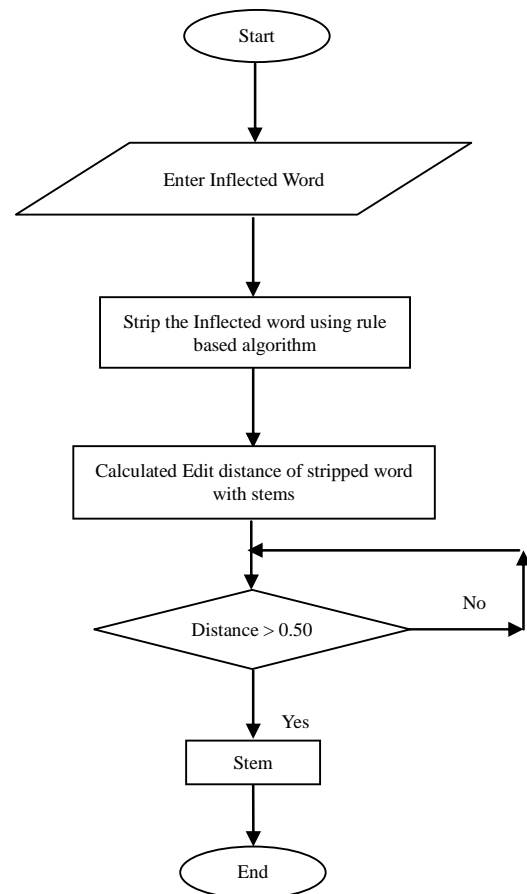 Start
Enter Inflected Word
Strip the Inflected word using rule
based algorithm
Calculated Edit distance of stripped word
with stems
No
Distance > 0.50
Yes
Stem
End